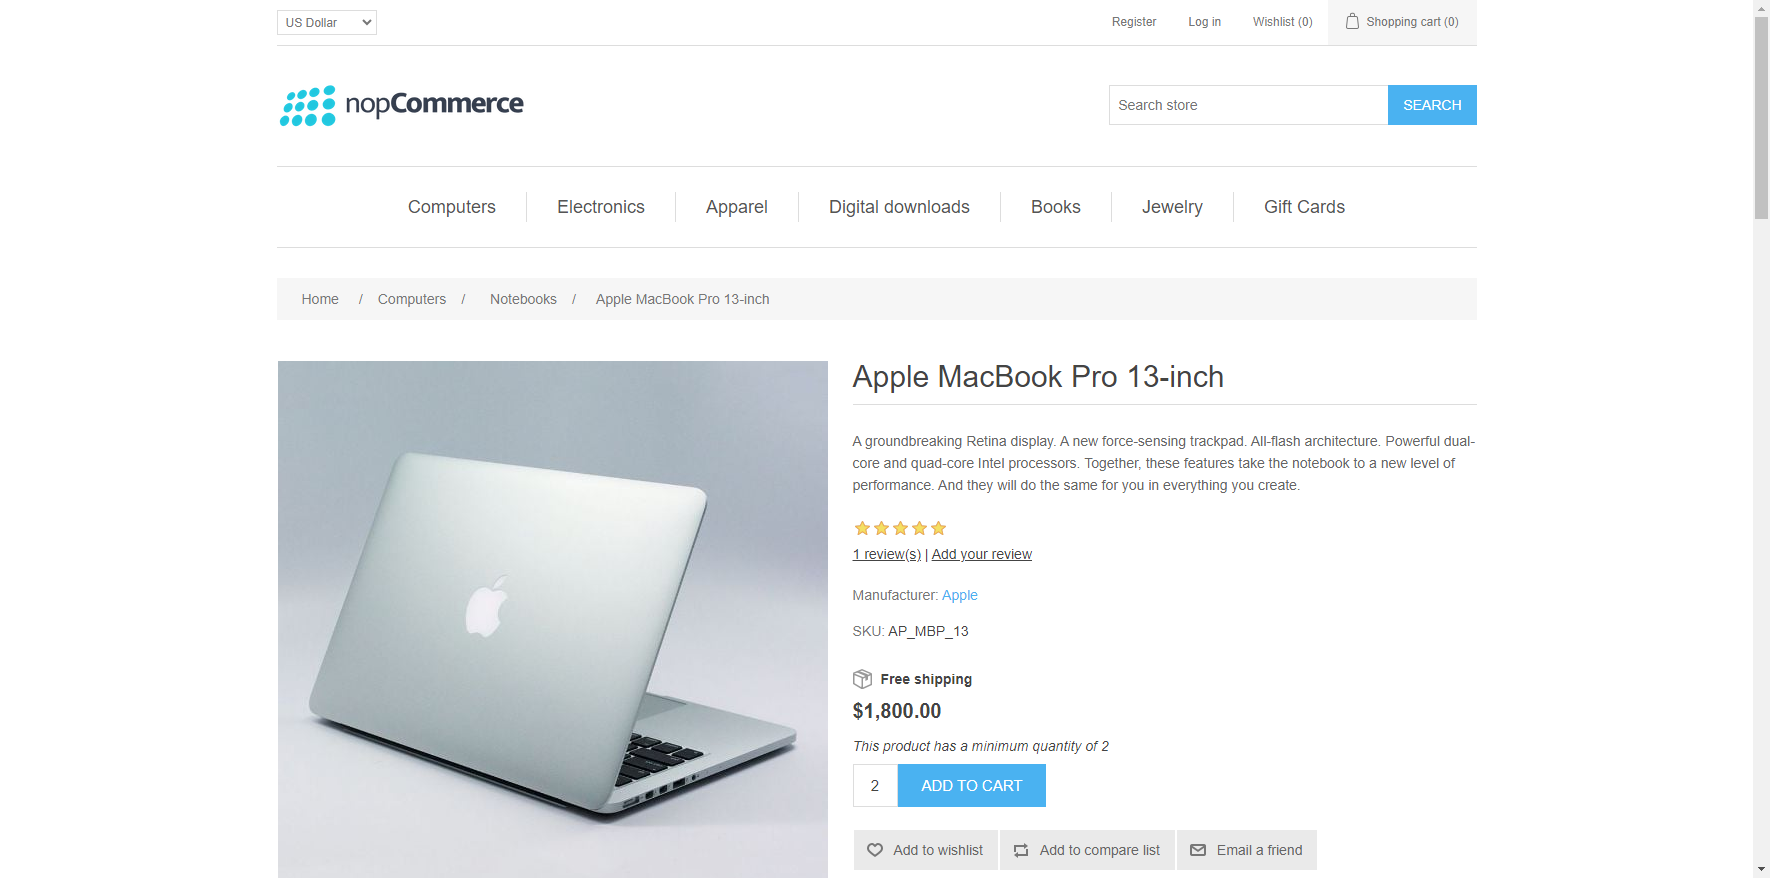 US Dollar
Register
Log in
Wishlist (0)
Shopping cart (0)
nopCommerce
Search store
SEARCH
Computers
Electronics
Apparel
Digital downloads
Books
Jewelry
Gift Cards
Home / Computers / Notebooks / Apple MacBook Pro 13-inch
Apple MacBook Pro 13-inch
A groundbreaking Retina display. A new force-sensing trackpad. All-flash architecture. Powerful dual-
core and quad-core Intel processors. Together, these features take the notebook to a new level of
performance. And they will do the same for you in everything you create.
1 review(s) | Add your review
Manufacturer: Apple
SKU: AP_MBP_13
Free shipping
$1,800.00
This product has a minimum quantity of 2
2
ADD TO CART
Add to wishlist
Add to compare list
Email a friend